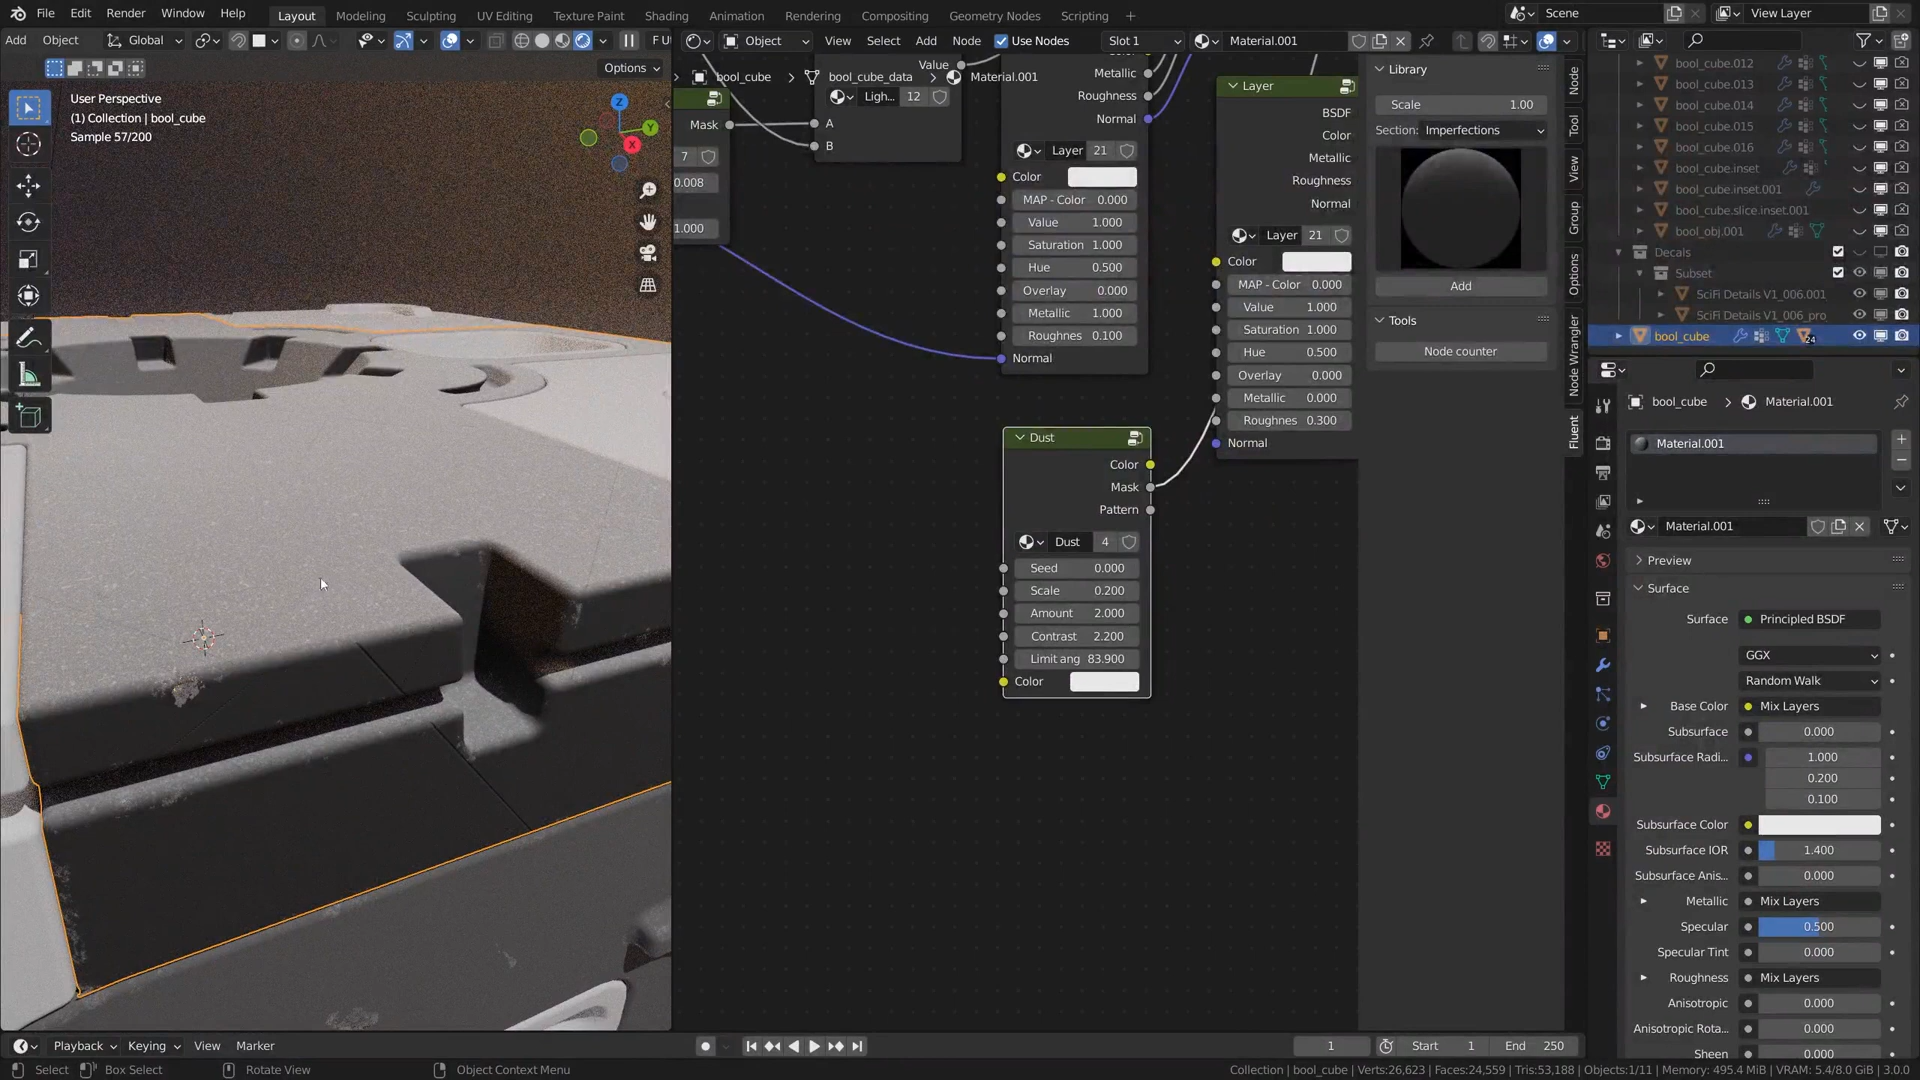 File Edit Render Window Help Layout Modeling Sculpting UV Editing Texture Paint Shading Animation Rendering Compositing Geometry Nodes Scripting + Scene View Layer
Add Object Global F Ut Object View Select Add Node Use Nodes Slot 1 Material.001
Options
bool_cube > bool_cube_data > Material.001
User Perspective
(1) Collection | bool_cube
Sample 57/200
Z
Y
X
Mask
7
0.008
1.000
Value
Ligh... 12
A
B
Metallic
Roughness
Normal
Layer 21
Color
MAP - Color 0.000
Value 1.000
Saturation 1.000
Hue 0.500
Overlay 0.000
Metallic 1.000
Roughnes 0.100
Normal
Dust
Color
Mask
Pattern
Dust 4
Seed 0.000
Scale 0.200
Amount 2.000
Contrast 2.200
Limit ang 83.900
Color
Layer
BSDF
Color
Metallic
Roughness
Normal
Layer 21
Color
MAP - Color 0.000
Value 1.000
Saturation 1.000
Hue 0.500
Overlay 0.000
Metallic 0.000
Roughnes 0.300
Normal
Library
Scale 1.00
Section: Imperfections
Add
Tools
Node counter
Node
Tool
View
Group
Options
Node Wrangler
Fluent
bool_cube.012
bool_cube.013
bool_cube.014
bool_cube.015
bool_cube.016
bool_cube.inset
bool_cube.inset.001
bool_cube.slice.inset.001
bool_obj.001
Decals
Subset
SciFi Details V1_006.001
SciFi Details V1_006_pro
bool_cube 24
bool_cube > Material.001
Material.001
Material.001
Preview
Surface
Surface Principled BSDF
GGX
Random Walk
Base Color Mix Layers
Subsurface 0.000
Subsurface Radi... 1.000
0.200
0.100
Subsurface Color
Subsurface IOR 1.400
Subsurface Anis... 0.000
Metallic Mix Layers
Specular 0.500
Specular Tint 0.000
Roughness Mix Layers
Anisotropic 0.000
Anisotropic Rota... 0.000
Sheen 0.000
Playback Keying View Marker 1 Start 1 End 250
Select Box Select Rotate View Object Context Menu Collection | bool_cube | Verts:26,623 | Faces:24,559 | Tris:53,188 | Objects:1/11 | Memory: 495.4 MiB | VRAM: 5.4/8.0 GiB | 3.0.0